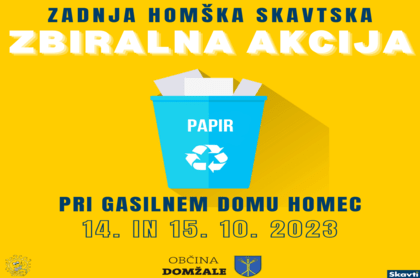 ZADNJA HOMŠKA SKAVTSKA
ZBIRALNA AKCIJA
PAPIR
PRI GASILNEM DOMU HOMEC
14. IN 15. 10. 2023
OBČINA
DOMŽALE
Skavti